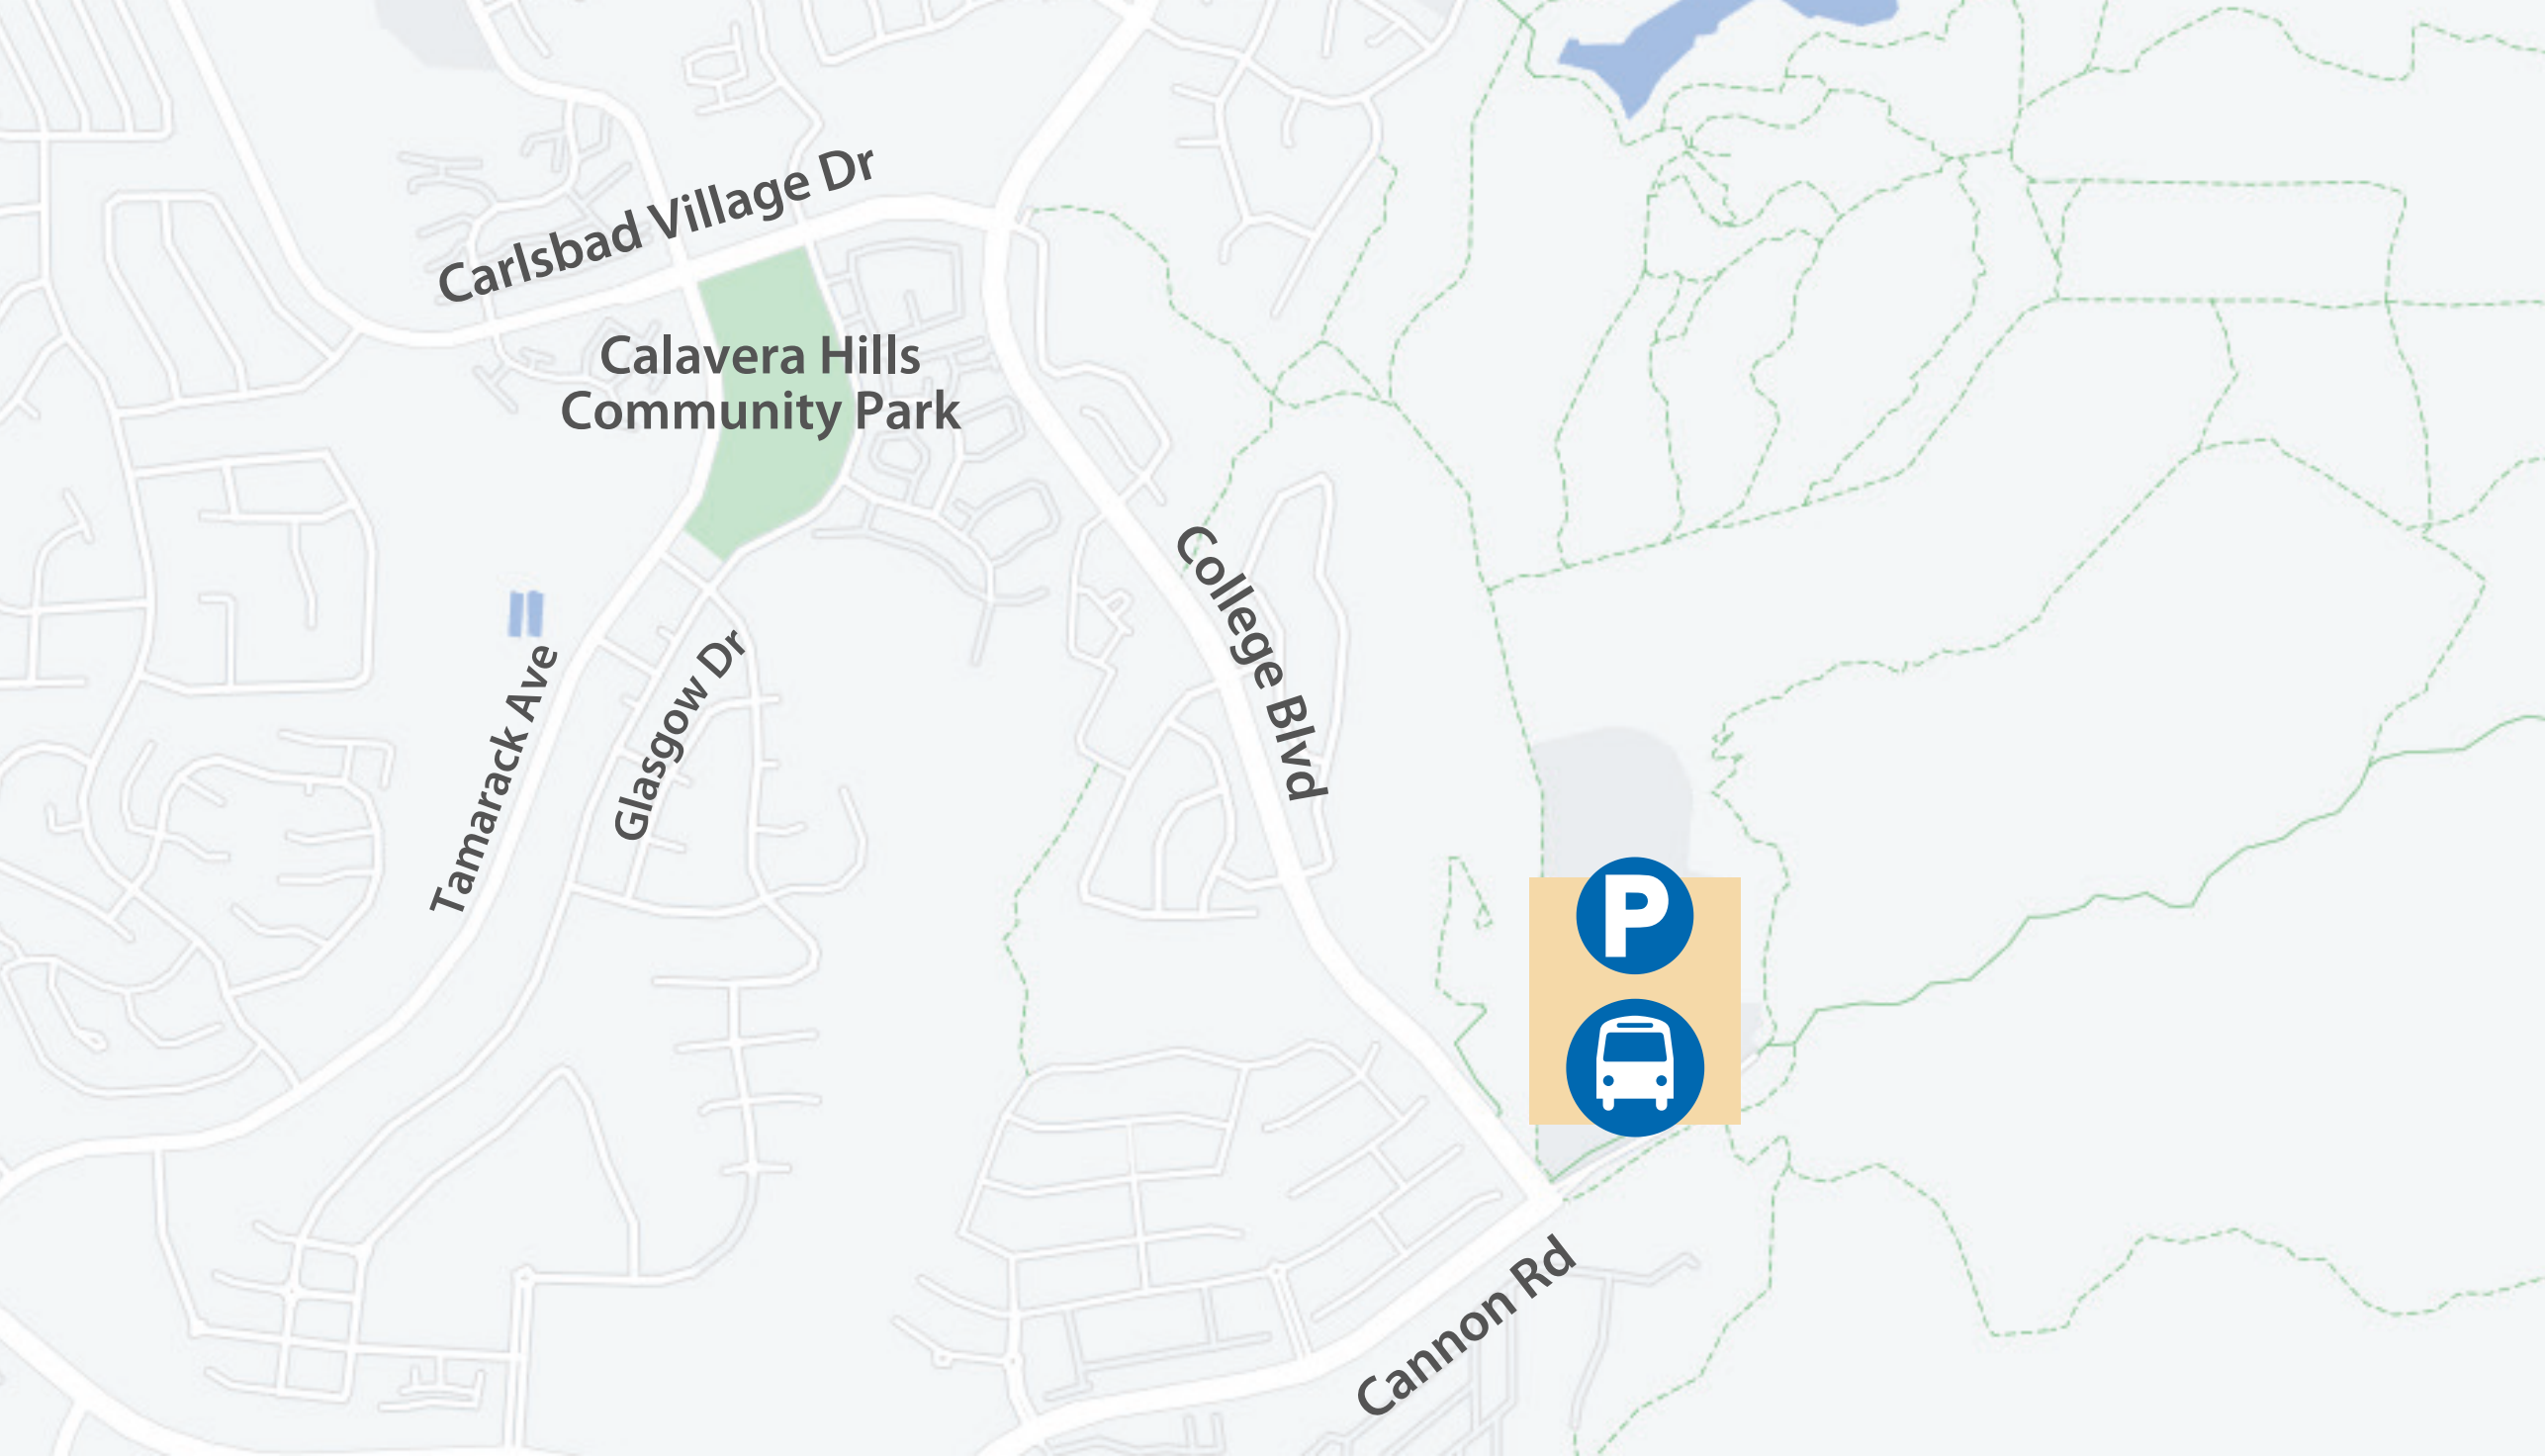 Carlsbad Village Dr
Calavera Hills
Community Park
College Blvd
Tamarack Ave
Glasgow Dr
P
Cannon Rd